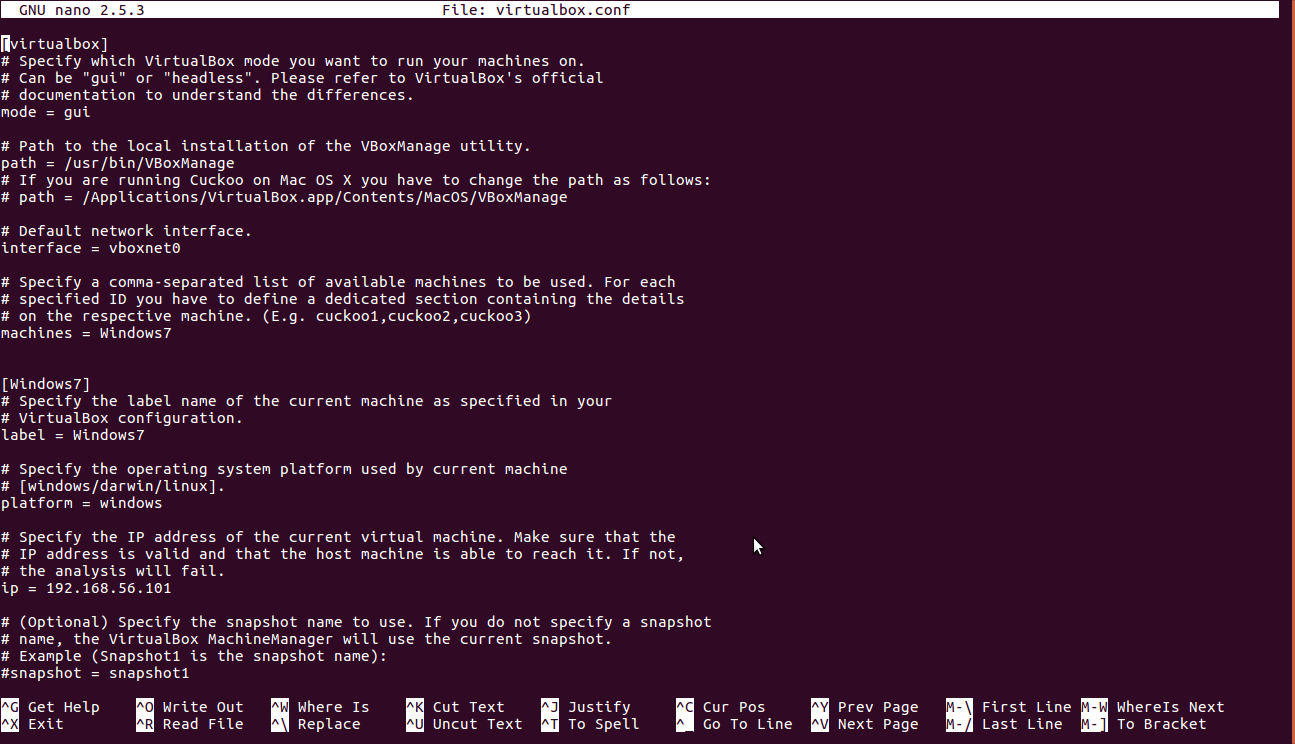 GNU nano 2.5.3 File: virtualbox.conf
[virtualbox]
# Specify which VirtualBox mode you want to run your machines on.
# Can be "gui" or "headless". Please refer to VirtualBox's official
# documentation to understand the differences.
mode = gui
# Path to the local installation of the VBoxManage utility.
path = /usr/bin/VBoxManage
# If you are running Cuckoo on Mac OS X you have to change the path as follows:
# path = /Applications/VirtualBox.app/Contents/MacOS/VBoxManage
# Default network interface.
interface = vboxnet0
# Specify a comma-separated list of available machines to be used. For each
# specified ID you have to define a dedicated section containing the details
# on the respective machine. (E.g. cuckoo1,cuckoo2,cuckoo3)
machines = Windows7
[Windows7]
# Specify the label name of the current machine as specified in your
# VirtualBox configuration.
label = Windows7
# Specify the operating system platform used by current machine
# [windows/darwin/linux].
platform = windows
# Specify the IP address of the current virtual machine. Make sure that the
# IP address is valid and that the host machine is able to reach it. If not,
# the analysis will fail.
ip = 192.168.56.101
# (Optional) Specify the snapshot name to use. If you do not specify a snapshot
# name, the VirtualBox MachineManager will use the current snapshot.
# Example (Snapshot1 is the snapshot name):
#snapshot = snapshot1
^G Get Help ^O Write Out ^W Where Is ^K Cut Text ^J Justify ^C Cur Pos ^Y Prev Page M-\ First Line M-W WhereIs Next
^X Exit ^R Read File ^\ Replace ^U Uncut Text ^T To Spell ^_ Go To Line ^V Next Page M-/ Last Line M-] To Bracket